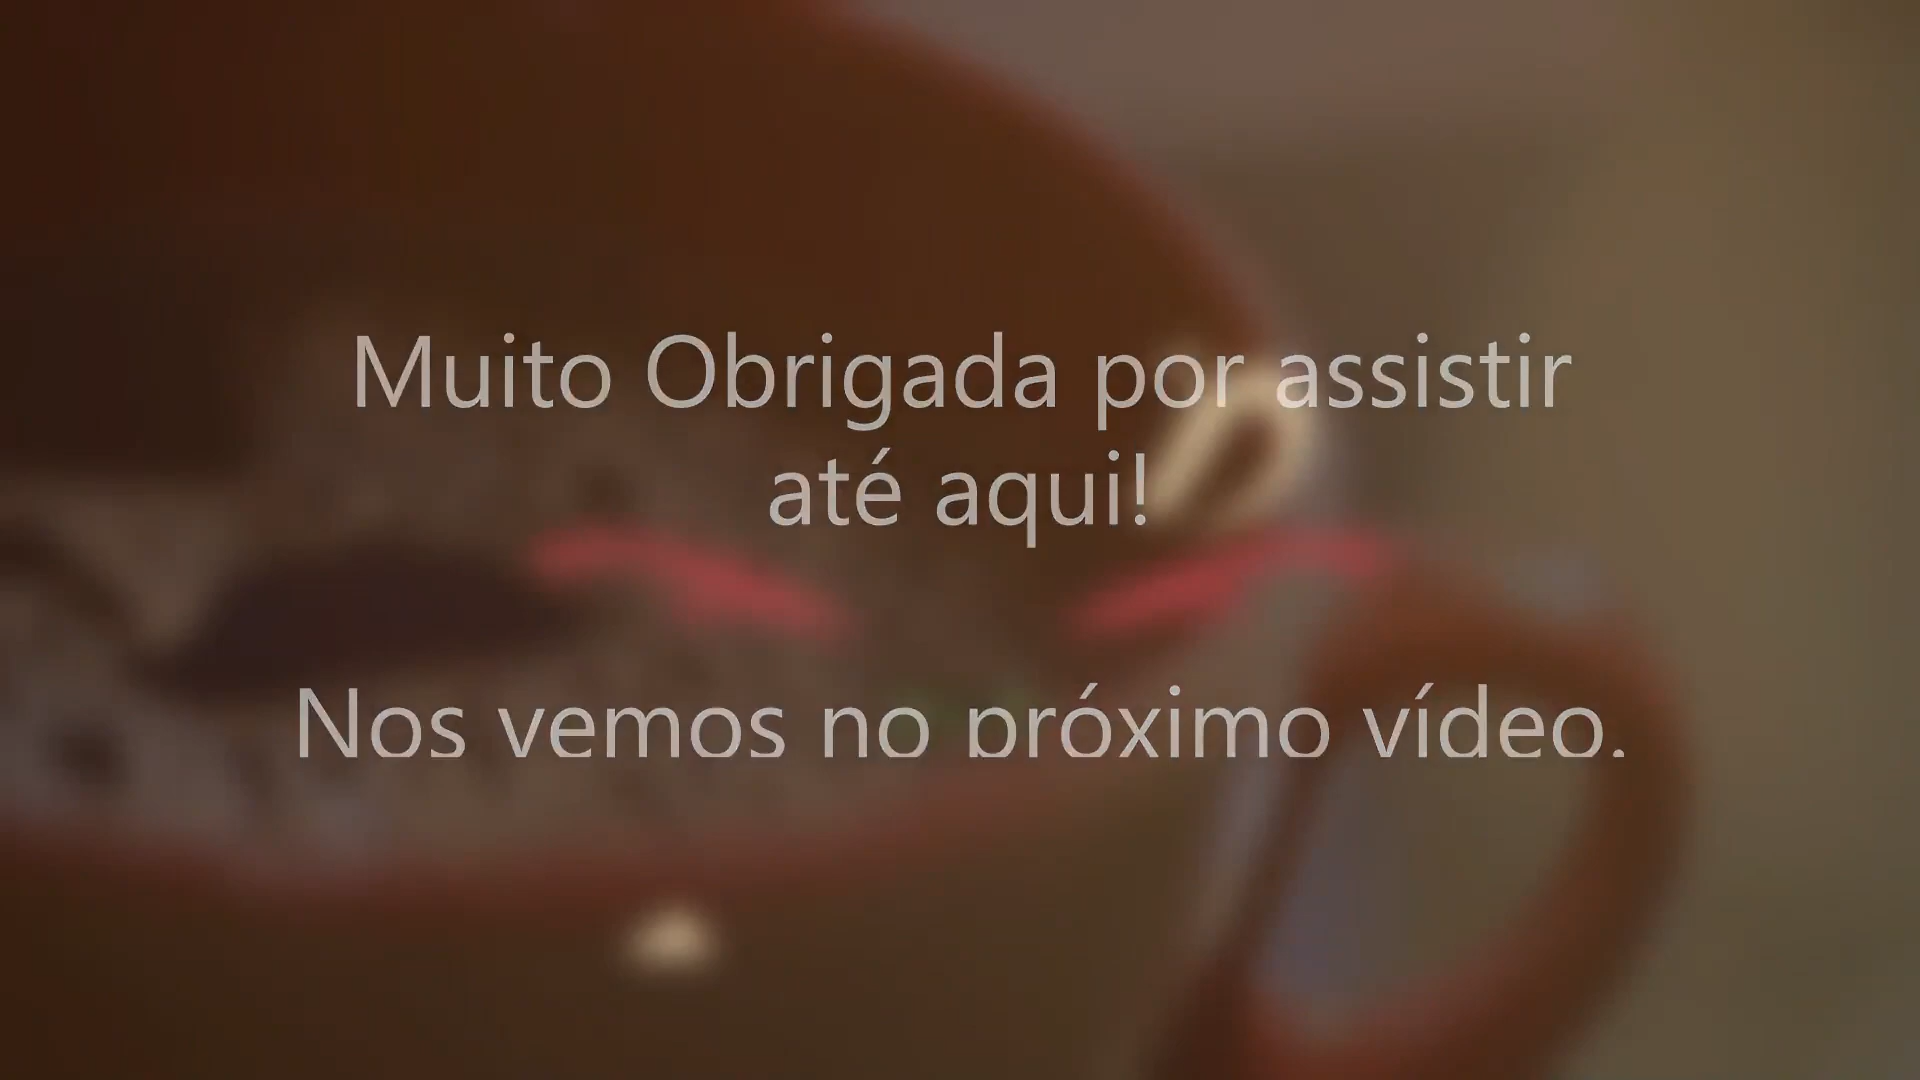 Muito Obrigada por assistir
até aqui!
Nos vemos no próximo vídeo.